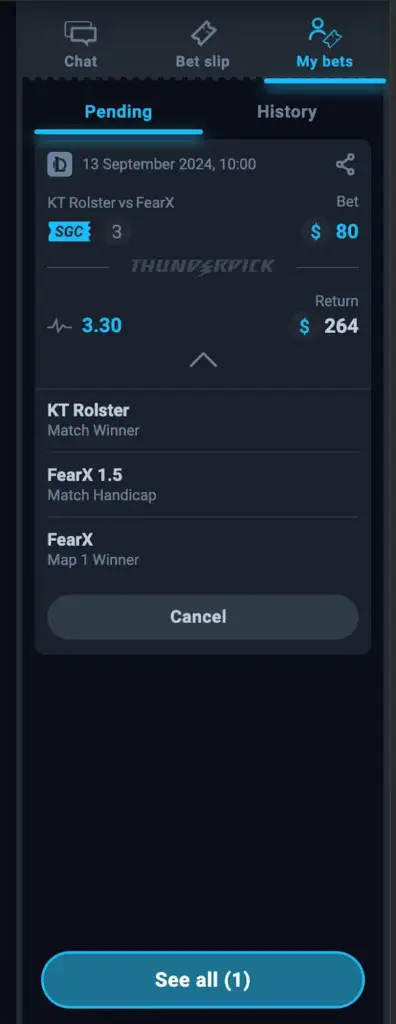 Chat Bet slip My bets
Pending History
13 September 2024, 10:00
KT Rolster vs FearX Bet
SGC 3 $ 80
THUNDERPICK
Return
3.30 $ 264
KT Rolster
Match Winner
FearX 1.5
Match Handicap
FearX
Map 1 Winner
Cancel
See all (1)